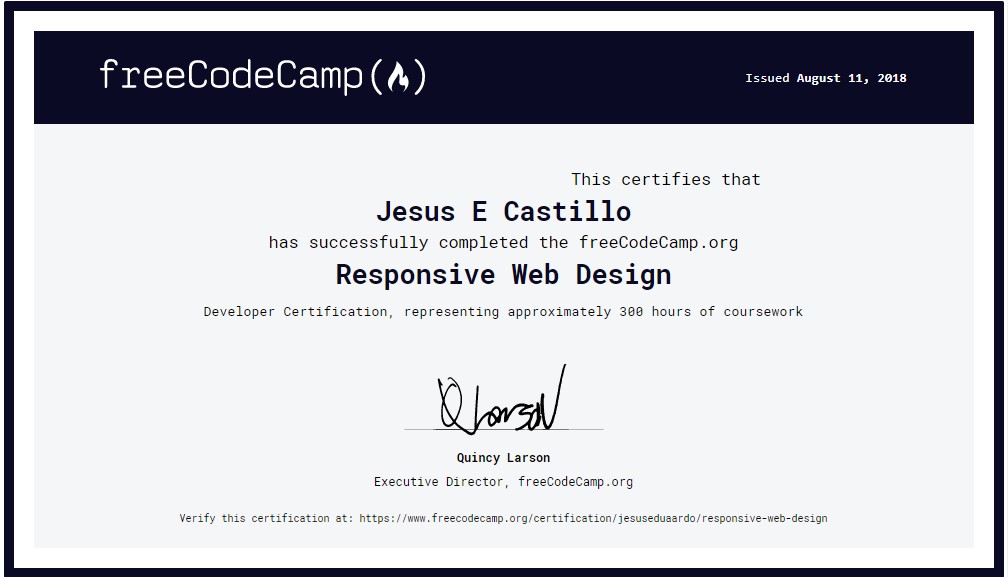 freeCodeCamp
Issued August 11, 2018
This certifies that
Jesus E Castillo
has successfully completed the freeCodeCamp.org
Responsive Web Design
Developer Certification, representing approximately 300 hours of coursework
Q Larson
Quincy Larson
Executive Director, freeCodeCamp.org
Verify this certification at: https://www.freecodecamp.org/certification/jesuseduaardo/responsive-web-design